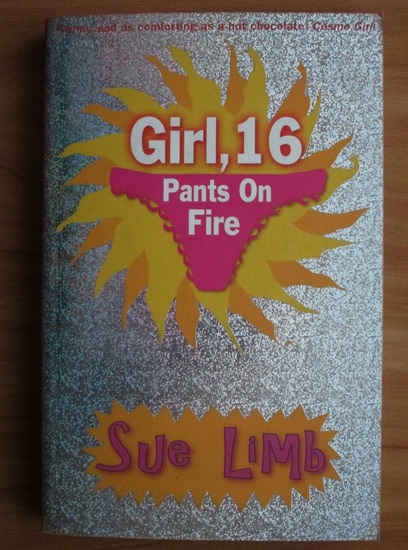 Funny and as comforting as a hot chocolate! Cosmo Girl
Girl, 16
Pants On
Fire
Sue Limb